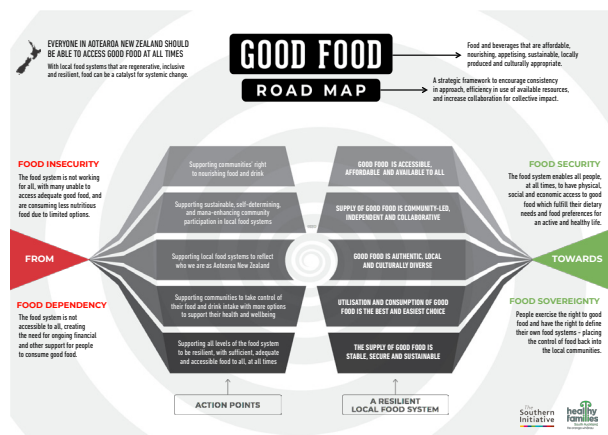 EVERYONE IN AOTEAROA NEW ZEALAND SHOULD
BE ABLE TO ACCESS GOOD FOOD AT ALL TIMES
With local food systems that are regenerative, inclusive
and resilient, food can be a catalyst for systemic change.
GOOD FOOD
ROAD MAP
Food and beverages that are affordable,
nourishing, appetising, sustainable, locally
produced and culturally appropriate.
A strategic framework to encourage consistency
in approach, efficiency in use of available resources,
and increase collaboration for collective impact.
FOOD INSECURITY
The food system is not working
for all, with many unable to
access adequate good food, and
are consuming less nutritious
food due to limited options.
FROM
FOOD DEPENDENCY
The food system is not
accessible to all, creating
the need for ongoing financial
and other support for people
to consume good food.
Supporting communities' right
to nourishing food and drink
Supporting sustainable, self-determining,
and mana-enhancing community
participation in local food systems
Supporting local food systems to reflect
who we are as Aotearoa New Zealand
Supporting communities to take control of
their food and drink intake with more options
to support their health and wellbeing
Supporting all levels of the food system
to be resilient, with sufficient, adequate
and accessible food to all, at all times
ACTION POINTS
GOOD FOOD IS ACCESSIBLE,
AFFORDABLE AND AVAILABLE TO ALL
SUPPLY OF GOOD FOOD IS COMMUNITY-LED,
INDEPENDENT AND COLLABORATIVE
GOOD FOOD IS AUTHENTIC, LOCAL
AND CULTURALLY DIVERSE
UTILISATION AND CONSUMPTION OF GOOD
FOOD IS THE BEST AND EASIEST CHOICE
THE SUPPLY OF GOOD FOOD IS
STABLE, SECURE AND SUSTAINABLE
A RESILIENT
LOCAL FOOD SYSTEM
FOOD SECURITY
The food system enables all people,
at all times, to have physical,
social and economic access to good
food which fulfill their dietary
needs and food preferences for
an active and healthy life.
TOWARDS
FOOD SOVEREIGNTY
People exercise the right to good
food and have the right to define
their own food systems - placing
the control of food back into
the local communities.
The
Southern
Initiative
healthy
families